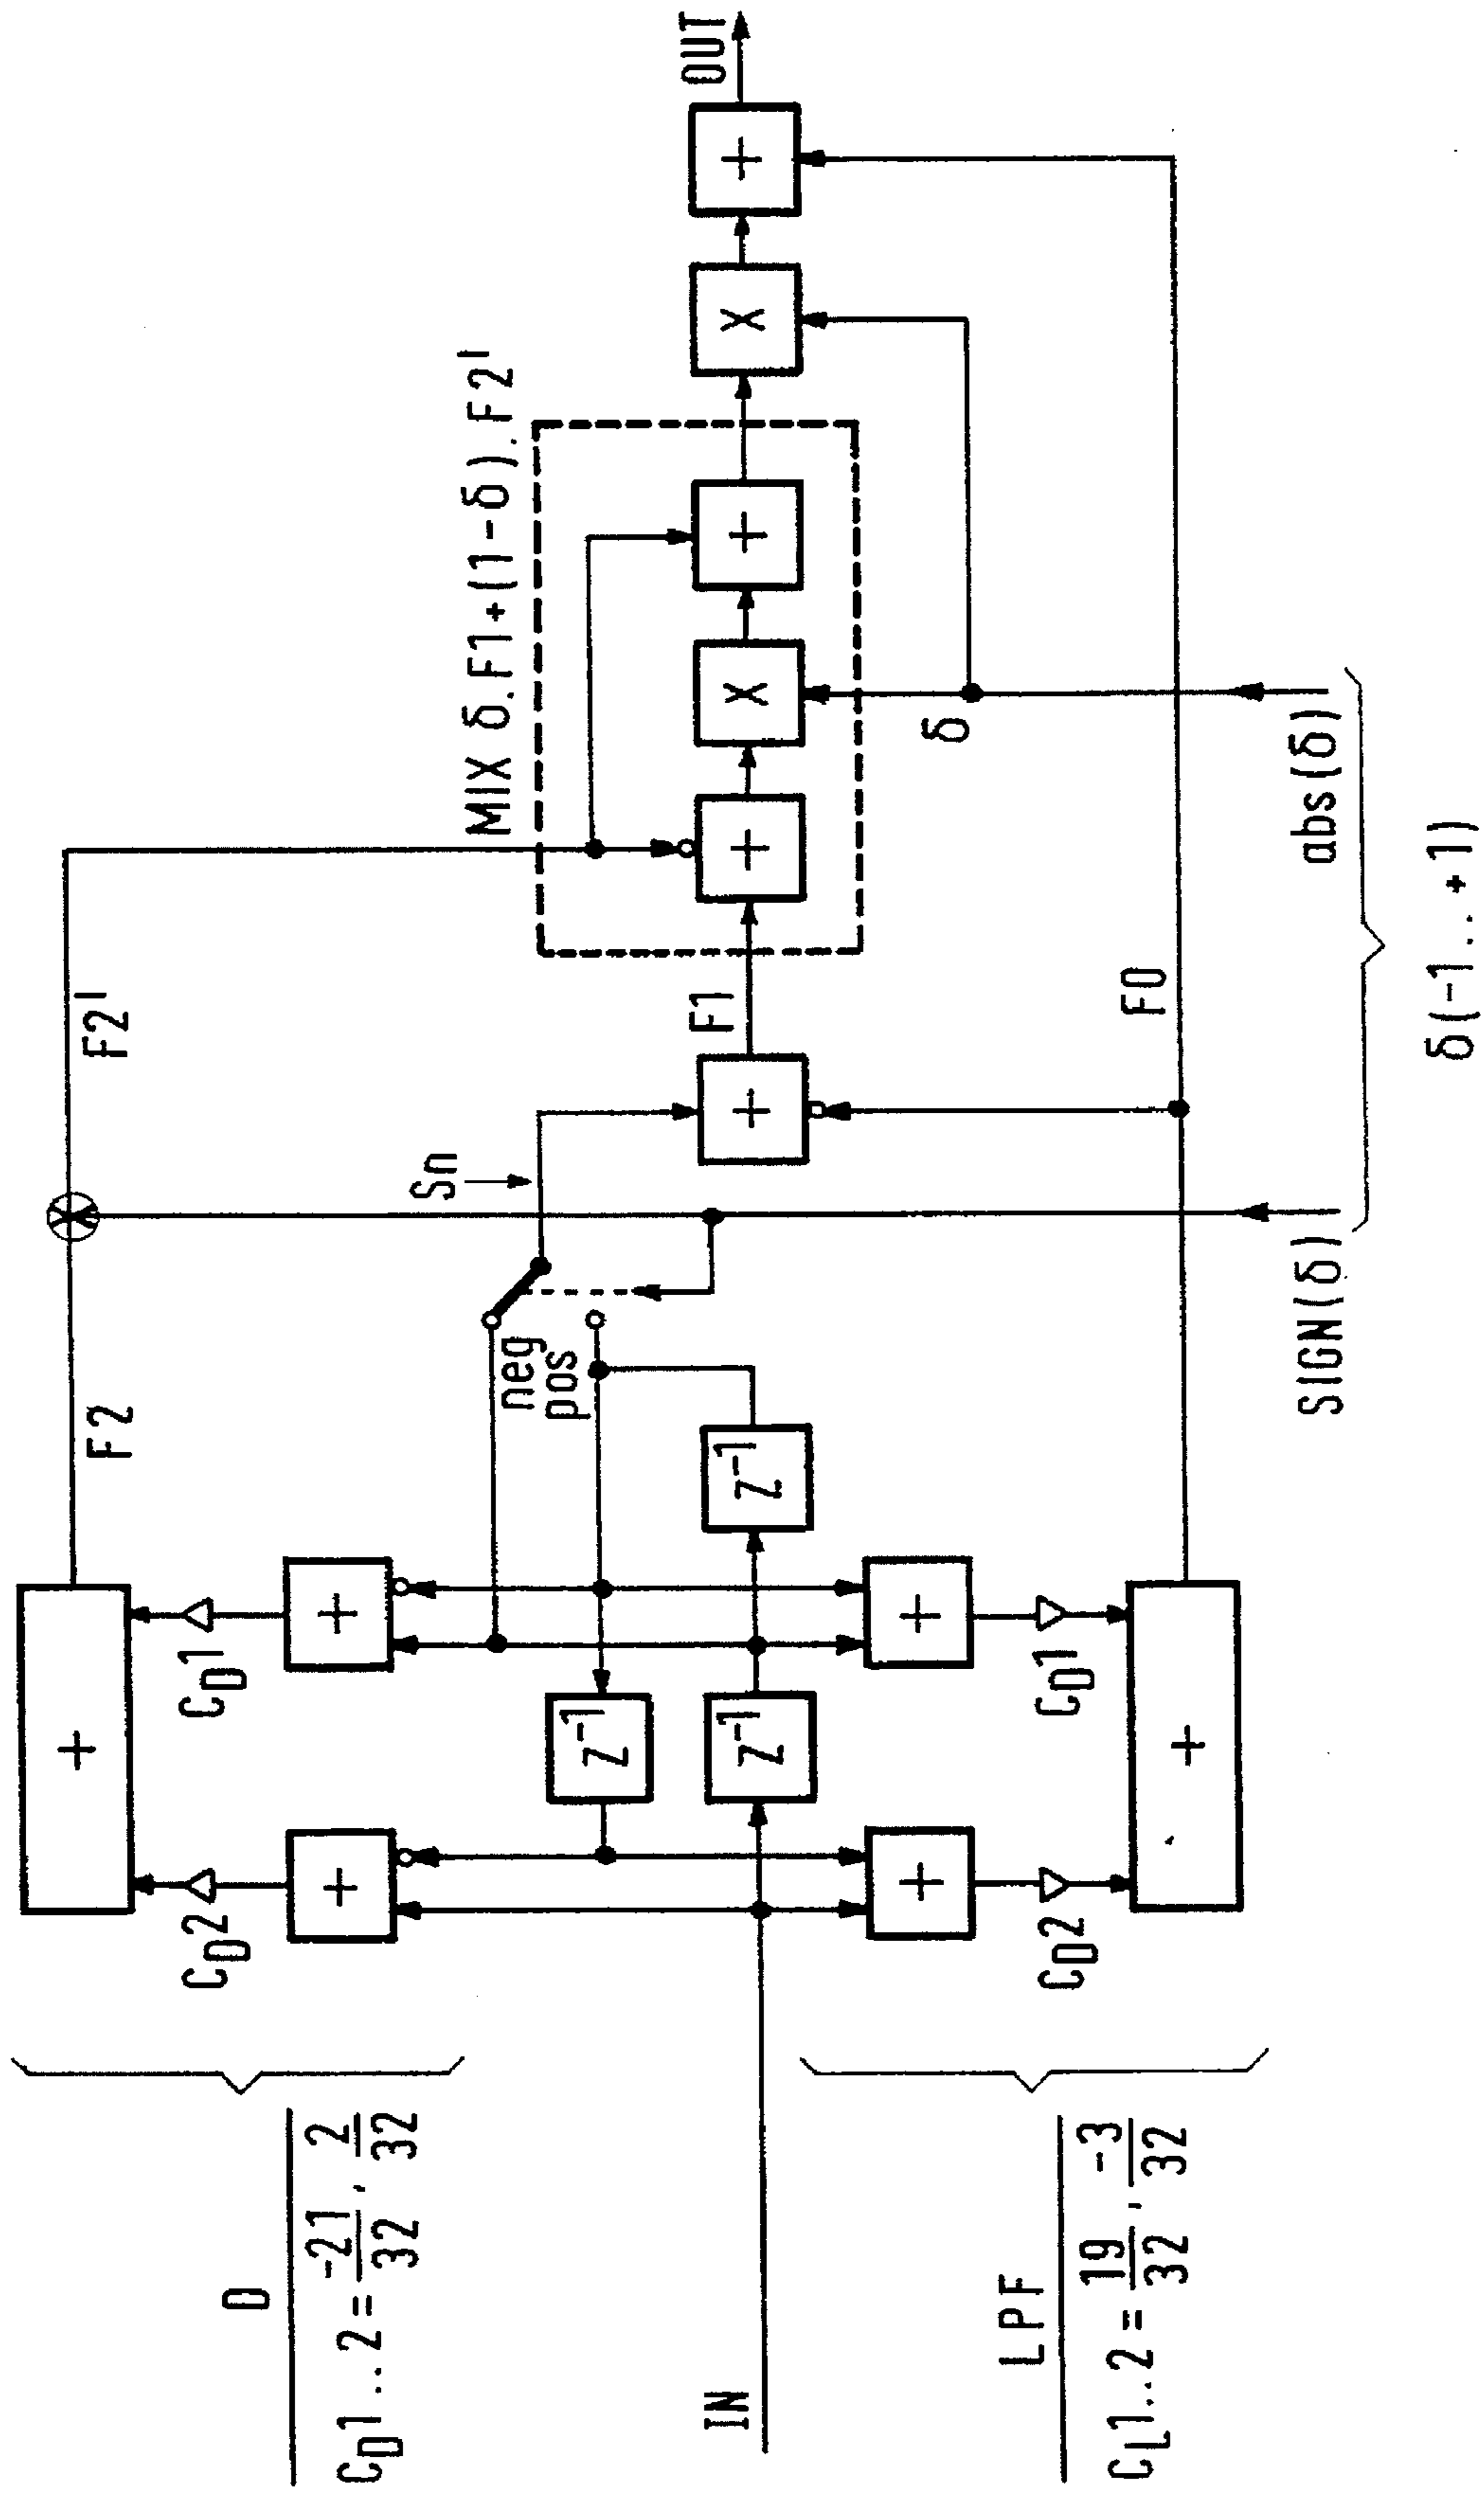 D
C_D1..2 = -21/32, 2/32
LPF
C_L1..2 = 19/32, -3/32
IN
C_D2
C_D1
+
+
+
+
+
+
C_D2
C_D1
Z^-1
Z^-1
Z^-1
F2
neg
pos
Sn
F2'
SIGN(δ)
abs(δ)
δ(-1..+1)
+
F1
F0
MIX δ.F1+(1-δ).F2'
+
X
+
δ
X
+
OUT